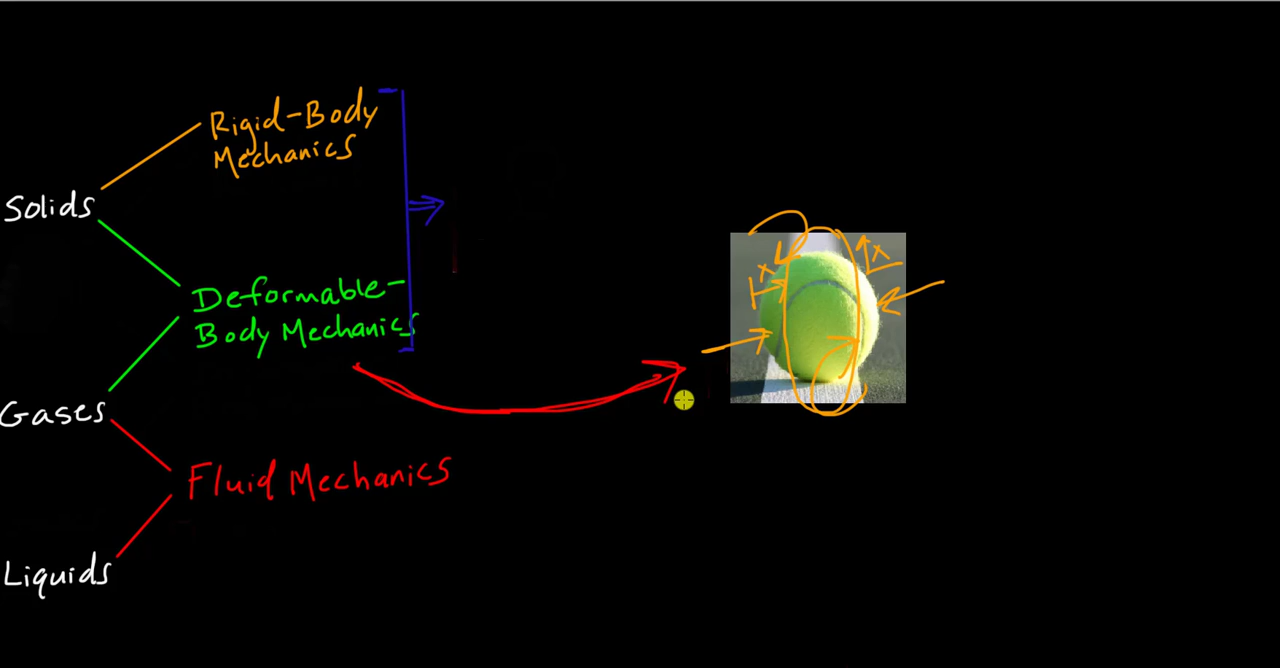 Rigid-Body
Mechanics
Solids
Deformable-
Body Mechanics
Gases
Fluid Mechanics
Liquids
x
x